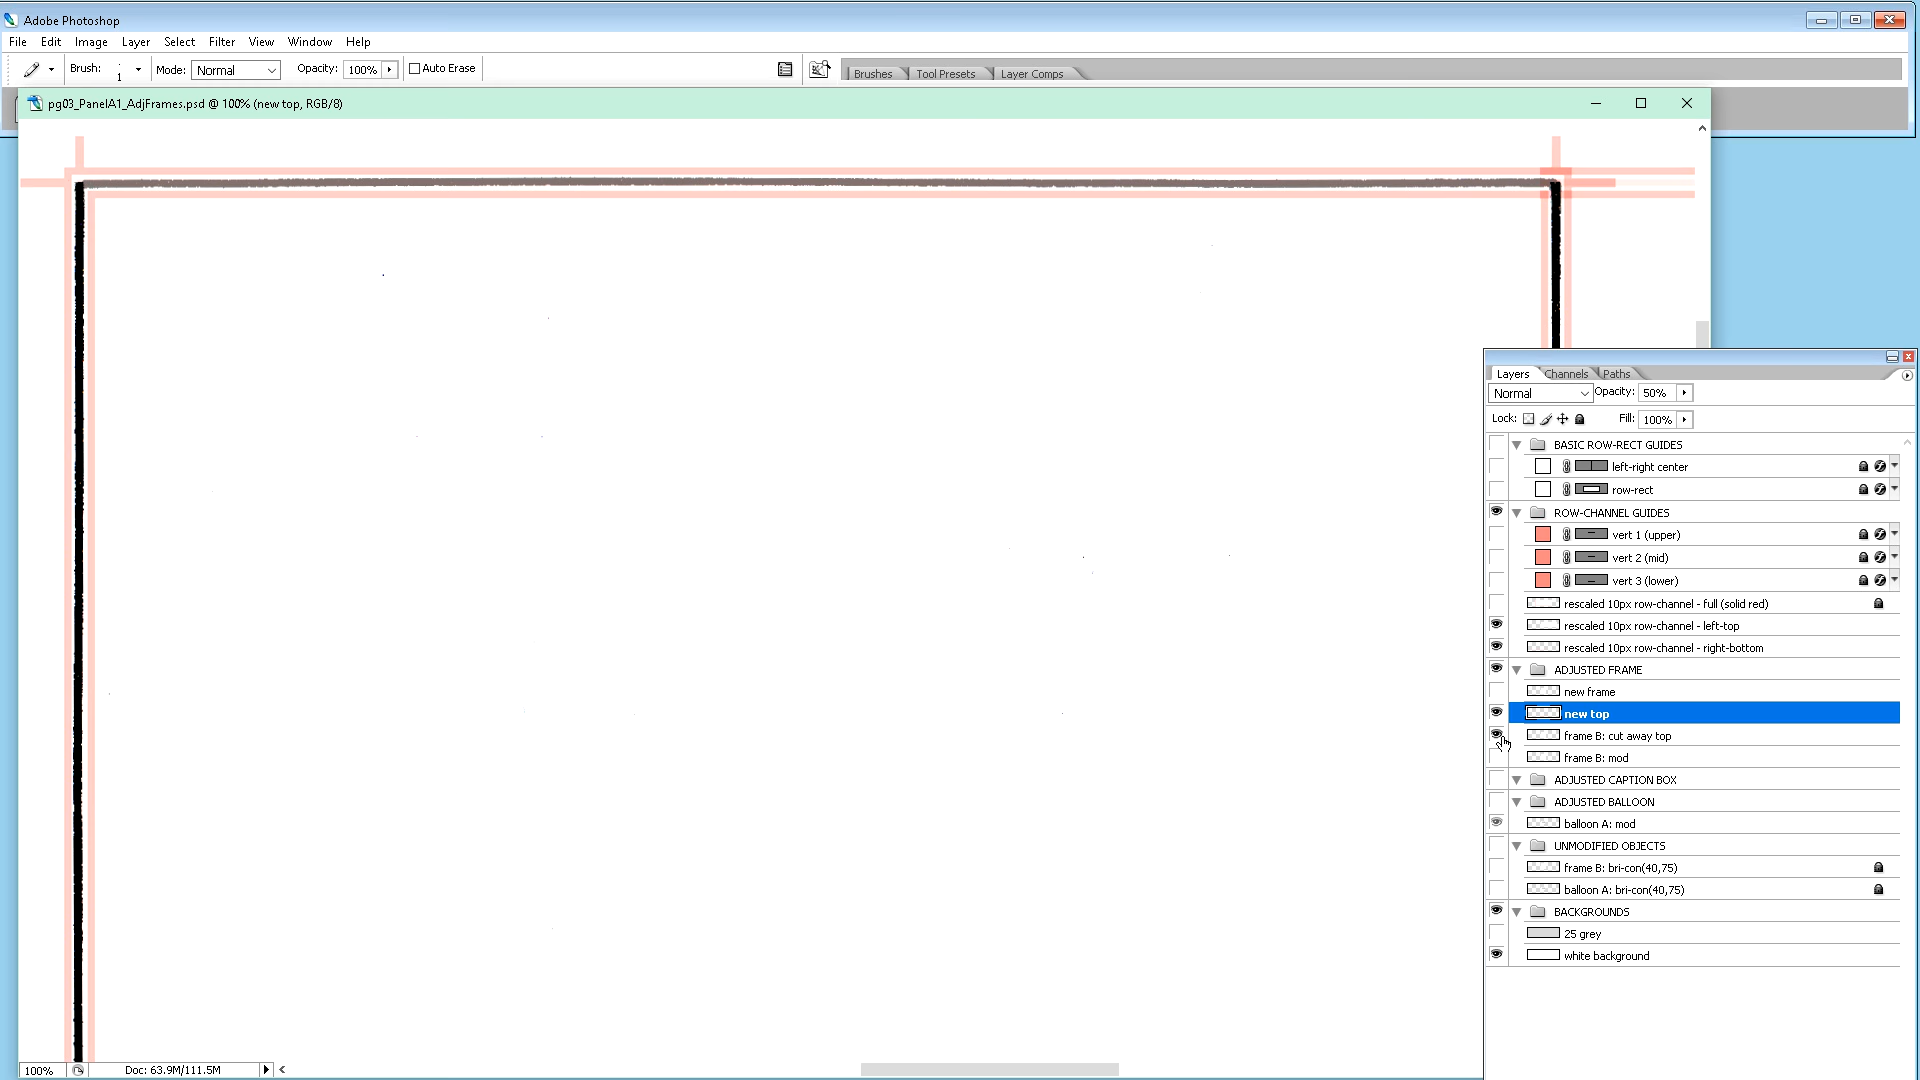 Adobe Photoshop
File Edit Image Layer Select Filter View Window Help
Brush: 1 Mode: Normal Opacity: 100% Auto Erase Brushes Tool Presets Layer Comps
pg03_PanelA1_AdjFrames.psd @ 100% (new top, RGB/8)
Layers Channels Paths
Normal Opacity: 50%
Lock: Fill: 100%
BASIC ROW-RECT GUIDES
left-right center
row-rect
ROW-CHANNEL GUIDES
vert 1 (upper)
vert 2 (mid)
vert 3 (lower)
rescaled 10px row-channel - full (solid red)
rescaled 10px row-channel - left-top
rescaled 10px row-channel - right-bottom
ADJUSTED FRAME
new frame
new top
frame B: cut away top
frame B: mod
ADJUSTED CAPTION BOX
ADJUSTED BALLOON
balloon A: mod
UNMODIFIED OBJECTS
frame B: bri-con(40,75)
balloon A: bri-con(40,75)
BACKGROUNDS
25 grey
white background
100% Doc: 63.9M/111.5M